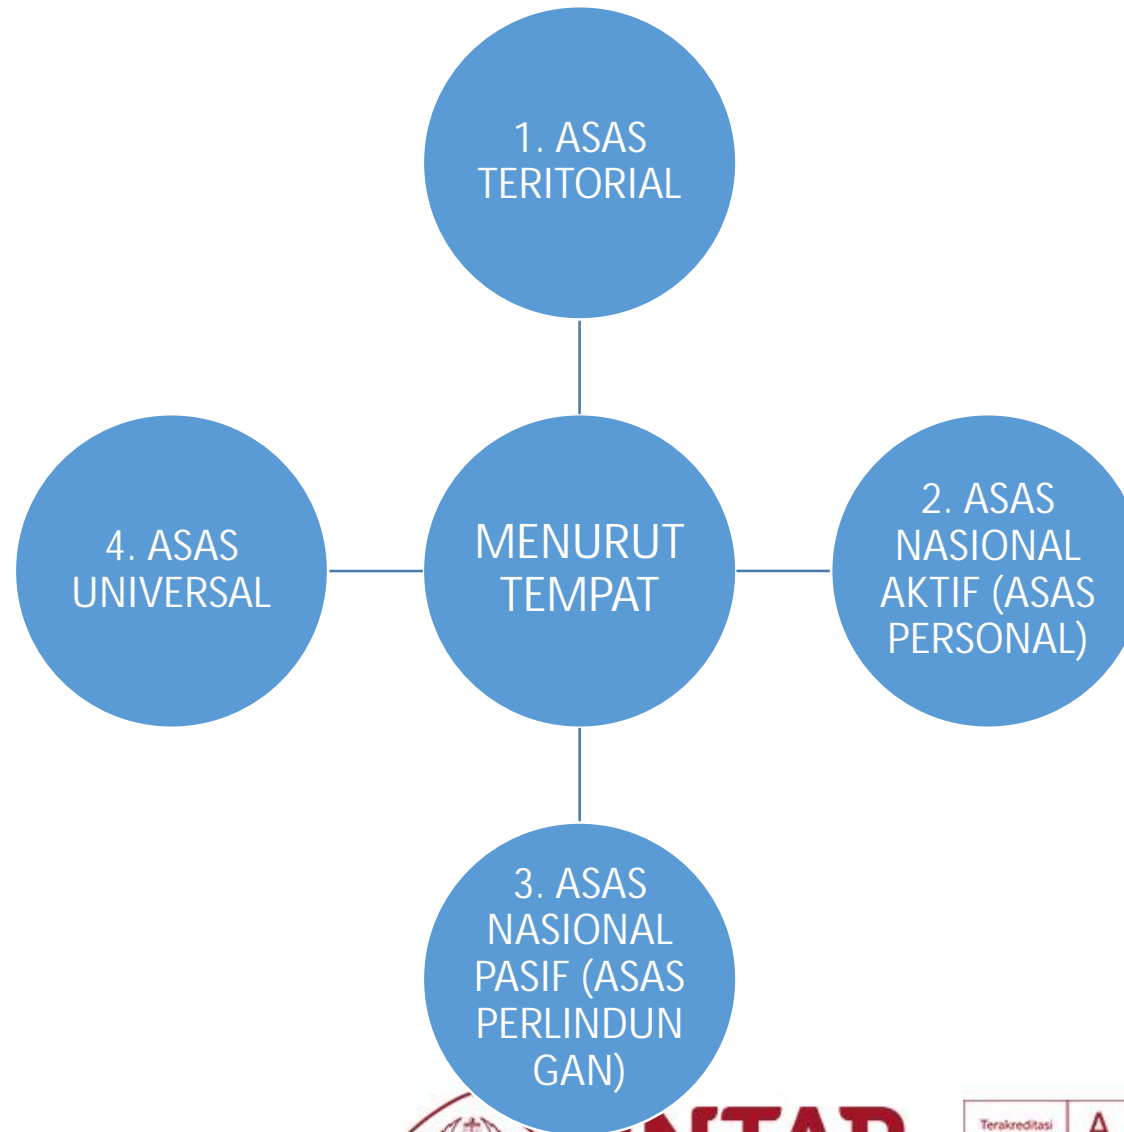 1. ASAS
TERITORIAL
2. ASAS
NASIONAL
AKTIF (ASAS
PERSONAL)
3. ASAS
NASIONAL
PASIF (ASAS
PERLINDUN
GAN)
4. ASAS
UNIVERSAL
MENURUT
TEMPAT
Terakreditasi
A